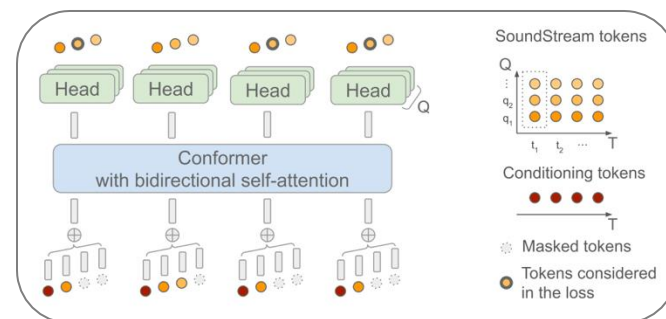 Head
Head
Head
Head
Q
Conformer
with bidirectional self-attention
SoundStream tokens
Q
⋮
q2
q1
t1 t2 ... T
Conditioning tokens
T
Masked tokens
Tokens considered
in the loss